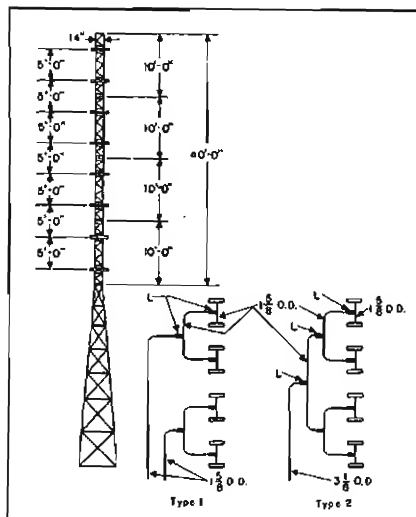 14"
5'-0"
5'-0"
5'-0"
5'-0"
5'-0"
5'-0"
5'-0"
10'-0"
10'-0"
10'-0"
10'-0"
40'-0"
L
1 5/8 O.D.
L
1 5/8 O.D.
L
L
1 5/8 O.D.
3 1/8 O.D
Type 1
Type 2